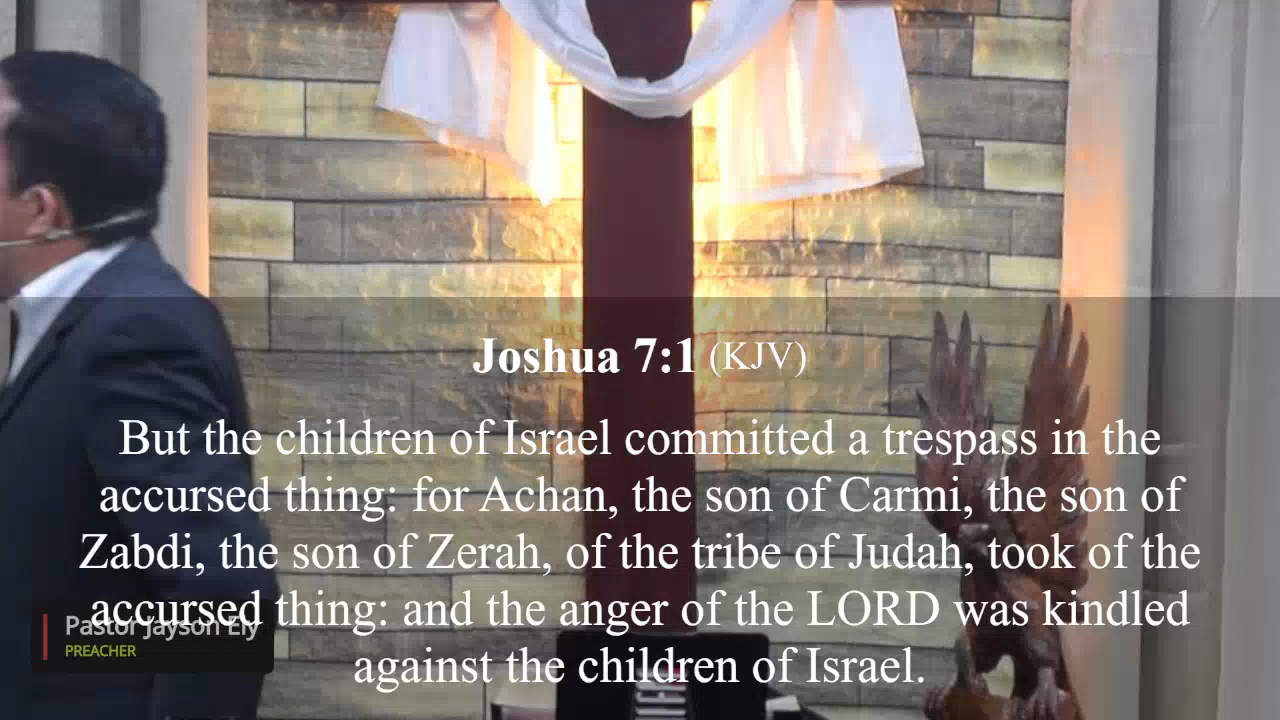 Joshua 7:1 (KJV)
But the children of Israel committed a trespass in the
accursed thing: for Achan, the son of Carmi, the son of
Zabdi, the son of Zerah, of the tribe of Judah, took of the
accursed thing: and the anger of the LORD was kindled
against the children of Israel.
Pastor Jayson Ely
PREACHER